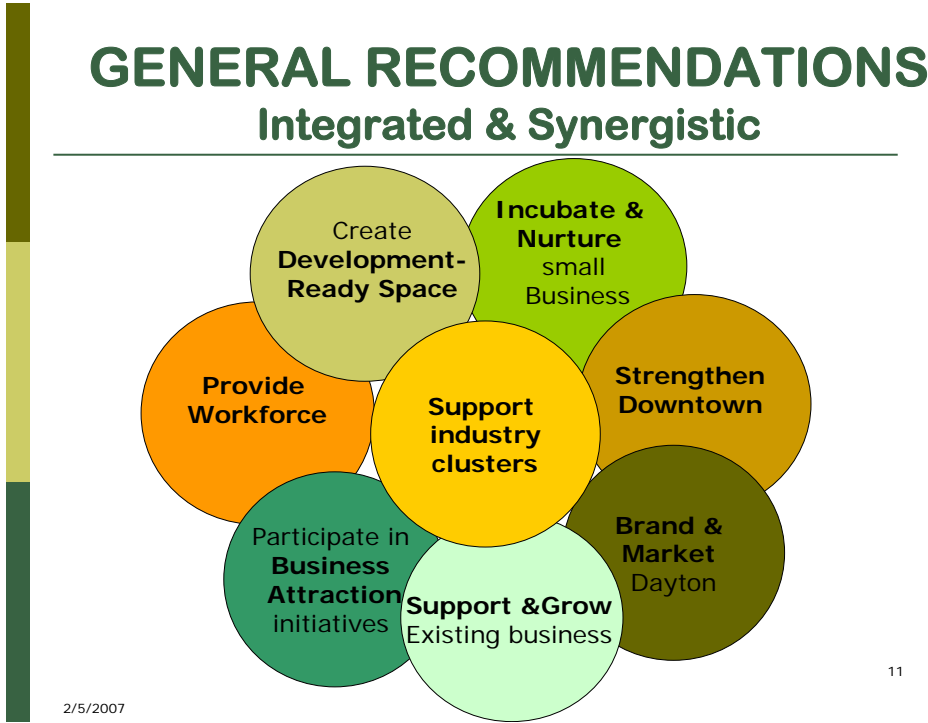 GENERAL RECOMMENDATIONS
Integrated & Synergistic
Create
Development-
Ready Space
Incubate &
Nurture
small
Business
Provide
Workforce
Support
industry
clusters
Strengthen
Downtown
Participate in
Business
Attraction
initiatives
Support &Grow
Existing business
Brand &
Market
Dayton
11
2/5/2007